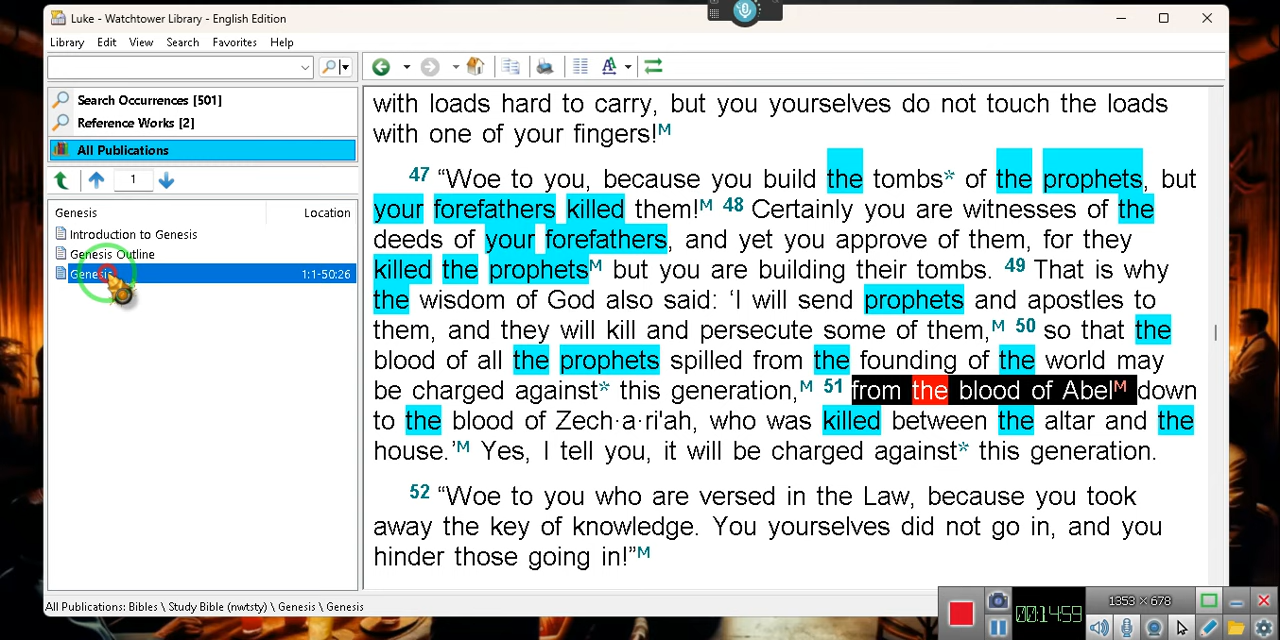 Luke - Watchtower Library - English Edition
Library Edit View Search Favorites Help
Search Occurrences [501]
Reference Works [2]
All Publications
1
Genesis Location
Introduction to Genesis
Genesis Outline
Genesis 1:1-50:26
with loads hard to carry, but you yourselves do not touch the loads
with one of your fingers!M
47 “Woe to you, because you build the tombs* of the prophets, but
your forefathers killed them!M 48 Certainly you are witnesses of the
deeds of your forefathers, and yet you approve of them, for they
killed the prophetsM but you are building their tombs. 49 That is why
the wisdom of God also said: ‘I will send prophets and apostles to
them, and they will kill and persecute some of them,M 50 so that the
blood of all the prophets spilled from the founding of the world may
be charged against* this generation,M 51 from the blood of AbelM down
to the blood of Zech·a·ri'ah, who was killed between the altar and the
house.’M Yes, I tell you, it will be charged against* this generation.
52 “Woe to you who are versed in the Law, because you took
away the key of knowledge. You yourselves did not go in, and you
hinder those going in!”M
All Publications: Bibles \ Study Bible (nwtsty) \ Genesis \ Genesis
00:14:59
1353 × 678